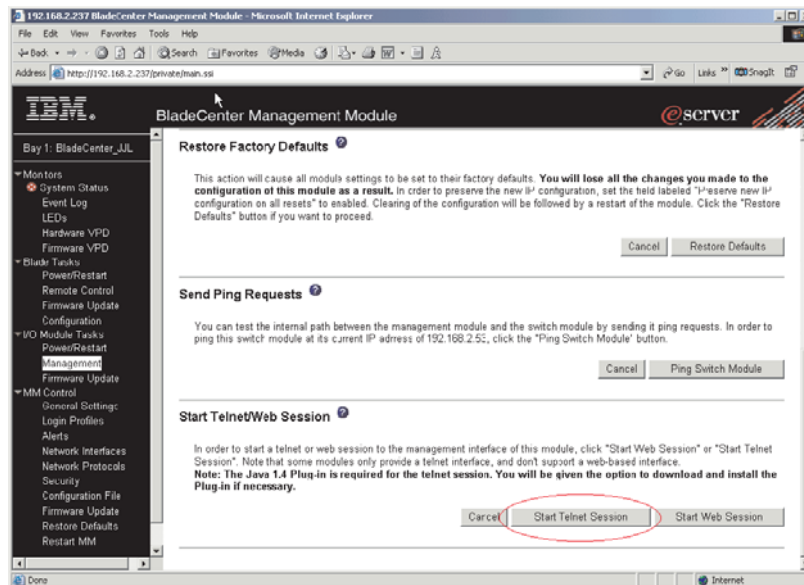 192.168.2.237 BladeCenter Management Module - Microsoft Internet Explorer
File Edit View Favorites Tools Help
Back Search Favorites Media
Address http://192.168.2.237/private/main.ssi Go Links » SnagIt
IBM.
BladeCenter Management Module
@server
Bay 1: BladeCenter_JJL
Monitors
System Status
Event Log
LEDs
Hardware VPD
Firmware VPD
Blade Tasks
Power/Restart
Remote Control
Firmware Update
Configuration
I/O Module Tasks
Power/Restart
Management
Firmware Update
MM Control
General Settings
Login Profiles
Alerts
Network Interfaces
Network Protocols
Security
Configuration File
Firmware Update
Restore Defaults
Restart MM
Restore Factory Defaults
This action will cause all module settings to be set to their factory defaults. You will lose all the changes you made to the
configuration of this module as a result. In order to preserve the new IP configuration, set the field labeled "Preserve new IP
configuration on all resets" to enabled. Clearing of the configuration will be followed by a restart of the module. Click the "Restore
Defaults" button if you want to proceed.
Cancel Restore Defaults
Send Ping Requests
You can test the internal path between the management module and the switch module by sending it ping requests. In order to
ping this switch module at its current IP address of click the "Ping Switch Module" button.
Cancel Ping Switch Module
Start Telnet/Web Session
In order to start a telnet or web session to the management interface of this module, click "Start Web Session" or "Start Telnet
Session". Note that some modules only provide a telnet interface, and don't support a web-based interface.
Note: The Java 1.4 Plug-in is required for the telnet session. You will be given the option to download and install the
Plug-in if necessary.
Cancel Start Telnet Session Start Web Session
Done Internet